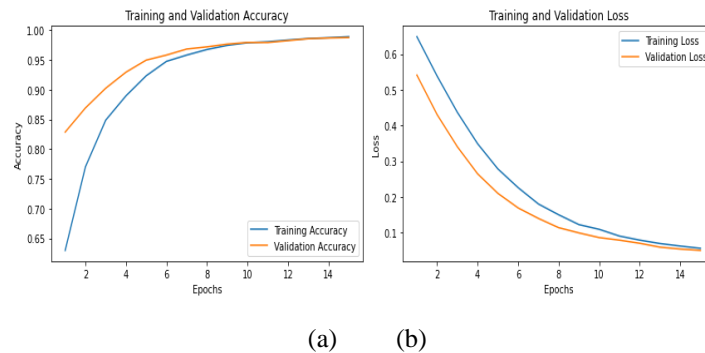 Training and Validation Accuracy
1.00
0.95
0.90
0.85
0.80
0.75
0.70
0.65
Accuracy
2 4 6 8 10 12 14
Epochs
Training Accuracy
Validation Accuracy
Training and Validation Loss
0.6
0.5
0.4
0.3
0.2
0.1
Loss
2 4 6 8 10 12 14
Epochs
Training Loss
Validation Loss
(a) (b)